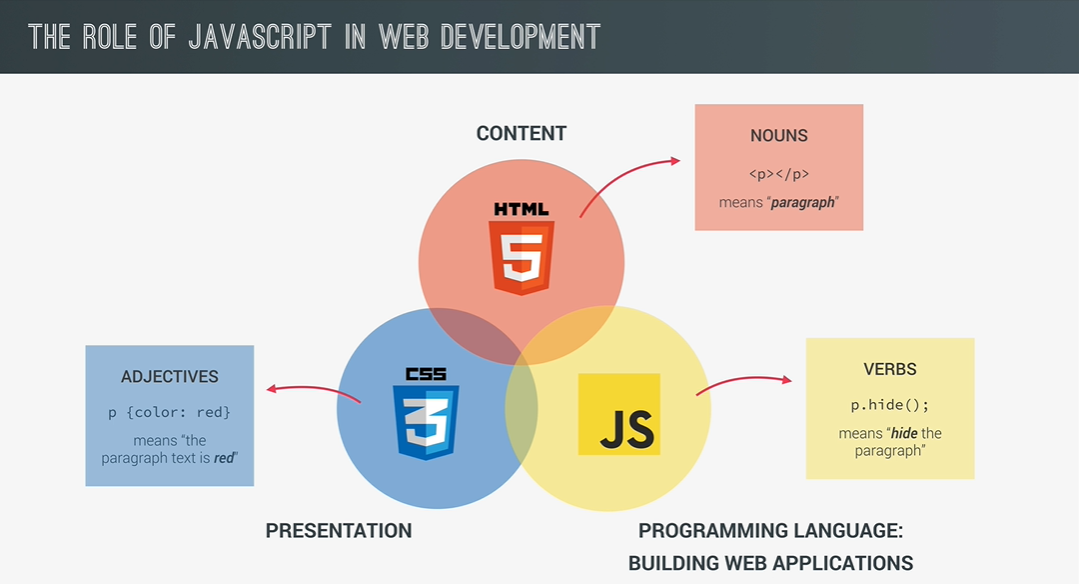 THE ROLE OF JAVASCRIPT IN WEB DEVELOPMENT
CONTENT
HTML
5
NOUNS
<p></p>
means “paragraph”
CSS
3
ADJECTIVES
p {color: red}
means “the
paragraph text is red”
JS
VERBS
p.hide();
means “hide the
paragraph”
PRESENTATION
PROGRAMMING LANGUAGE:
BUILDING WEB APPLICATIONS